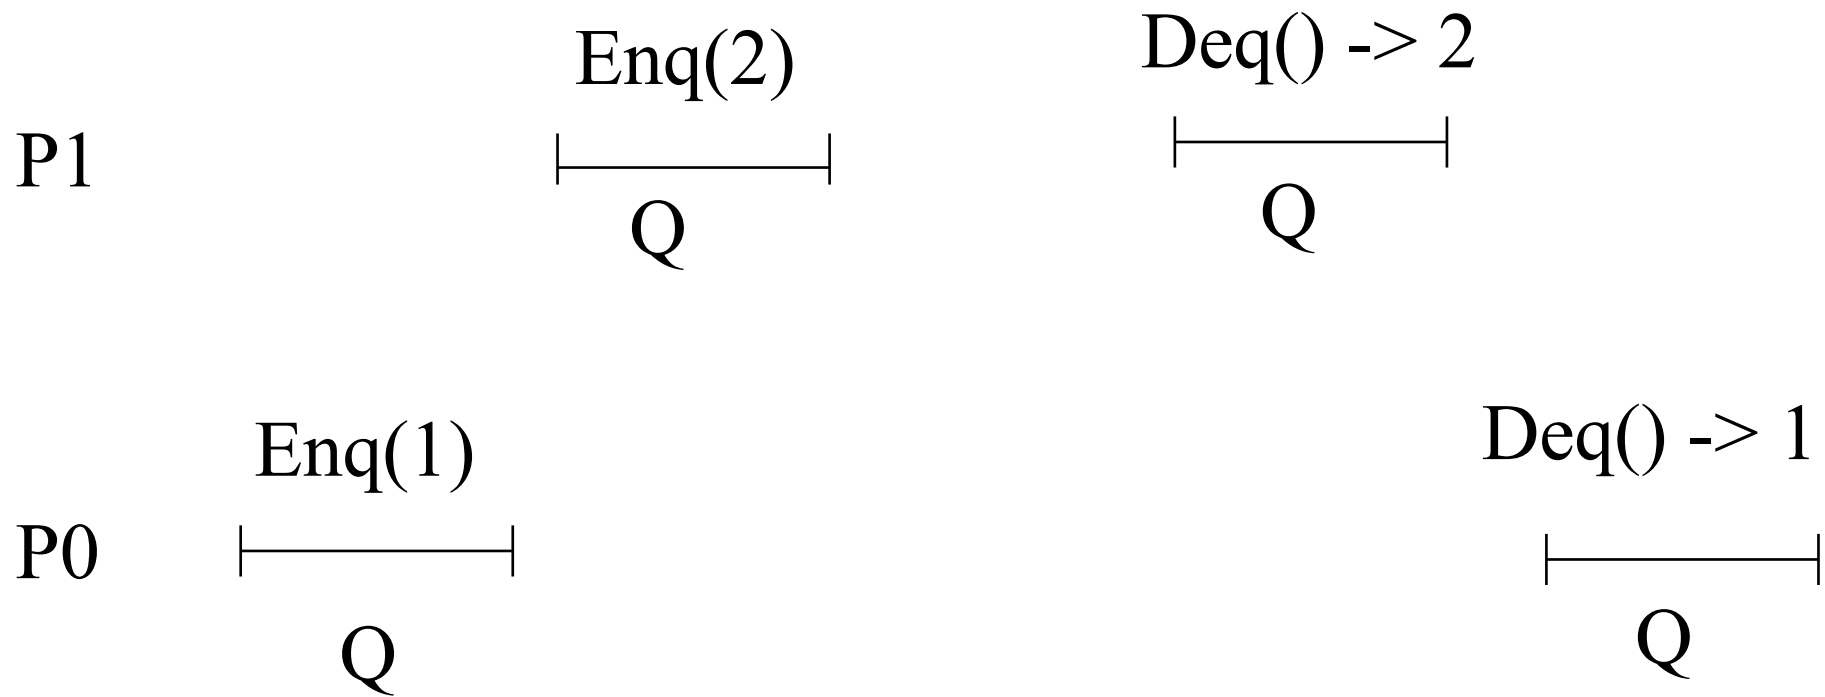 Enq(2) Deq() -> 2
P1
Q Q
Enq(1) Deq() -> 1
P0
Q Q